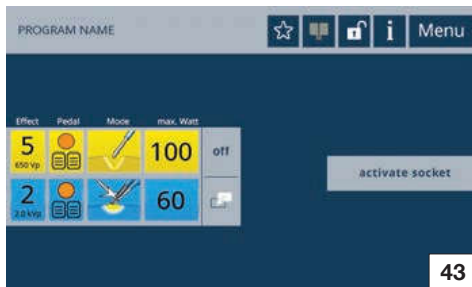 PROGRAM NAME
i Menu
Effect Pedal Mode max. Watt
5 100 off
650 Vp
activate socket
2 60
2.0 kVp
43